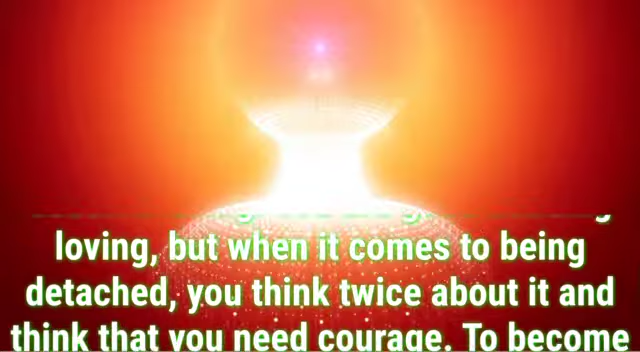 loving, but when it comes to being
detached, you think twice about it and
think that you need courage. To become